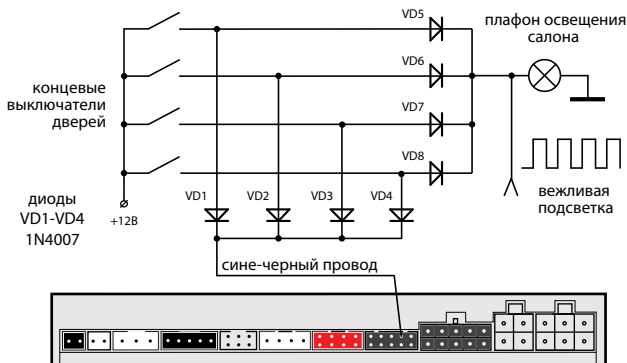 VD5
плафон освещения
салона
VD6
концевые
выключатели
дверей
VD7
VD8
вежливая
подсветка
диоды
VD1-VD4
1N4007
+12В
VD1
VD2
VD3
VD4
сине-черный провод